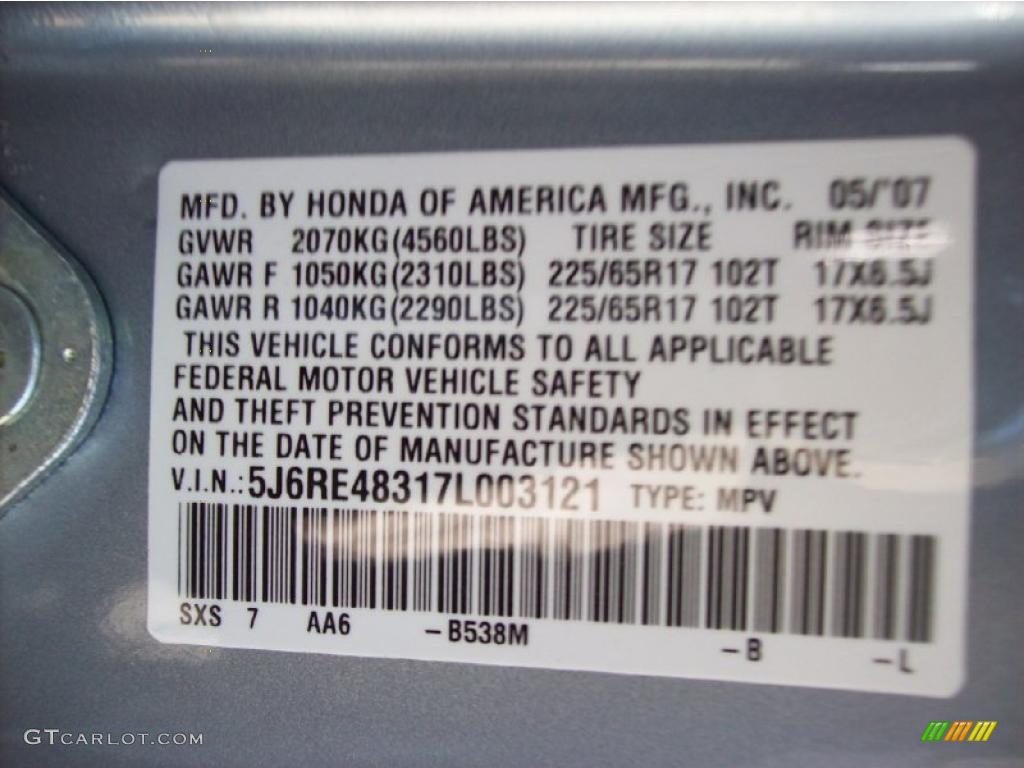 MFD. BY HONDA OF AMERICA MFG., INC. 05/'07
GVWR 2070KG(4560LBS) TIRE SIZE RIM SIZE
GAWR F 1050KG(2310LBS) 225/65R17 102T 17X6.5J
GAWR R 1040KG(2290LBS) 225/65R17 102T 17X6.5J
THIS VEHICLE CONFORMS TO ALL APPLICABLE
FEDERAL MOTOR VEHICLE SAFETY
AND THEFT PREVENTION STANDARDS IN EFFECT
ON THE DATE OF MANUFACTURE SHOWN ABOVE.
V.I.N.: 5J6RE48317L003121 TYPE: MPV
SXS 7 AA6 -B538M -B -L
GTCARLOT.COM